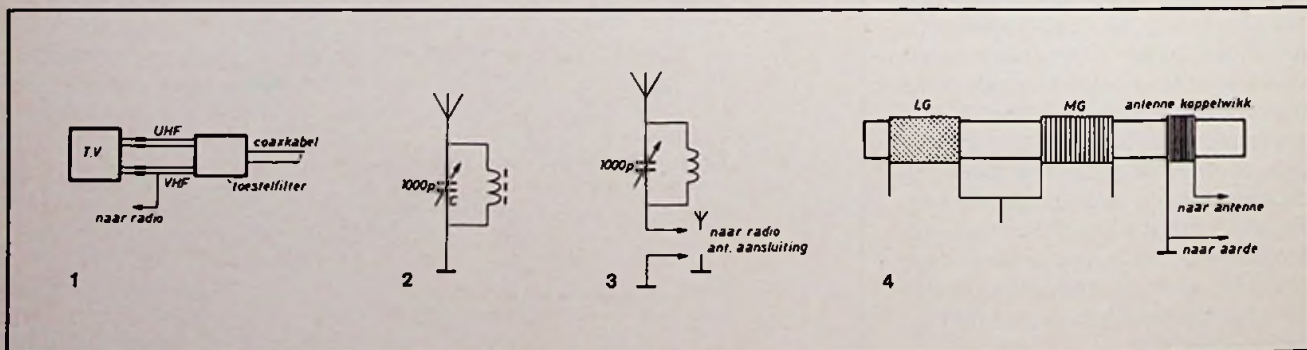 T.V
UHF
VHF
coaxkabel
toestelfilter
naar radio
1
1000p
C
2
1000p
naar radio
ant. aansluiting
3
LG
MG
antenne koppelwikk.
naar antenne
naar aarde
4